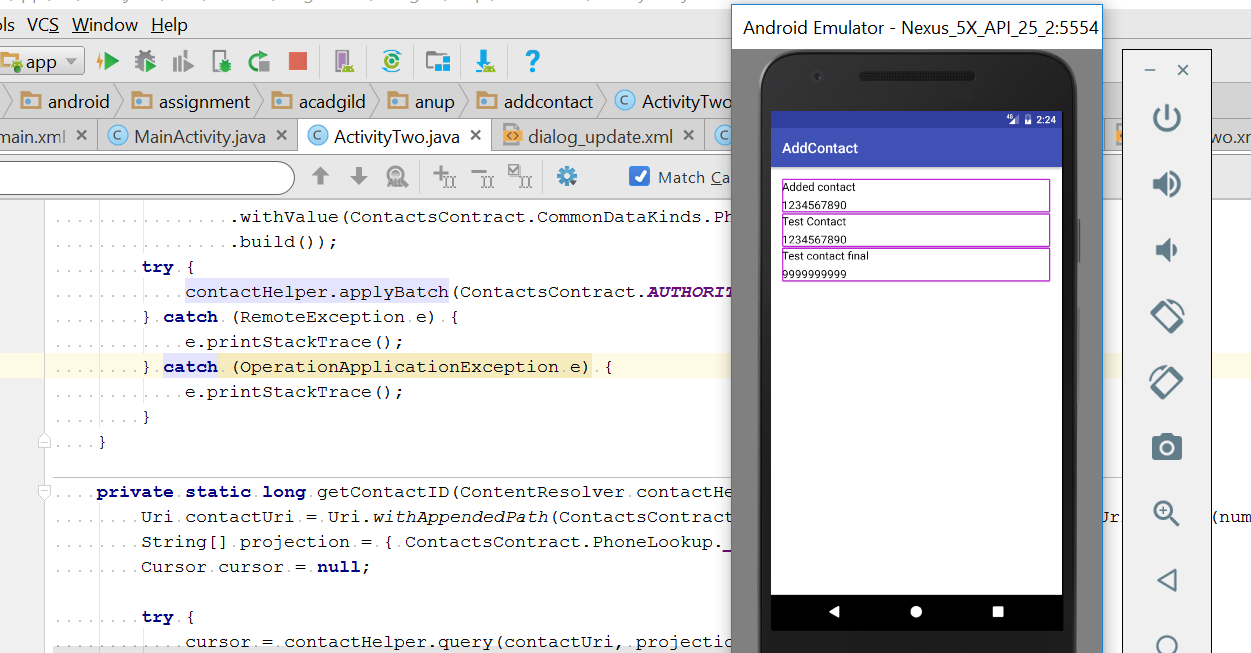 ls VCS Window Help
app
android assignment acadgild anup addcontact C ActivityTwo
main.xml C MainActivity.java C ActivityTwo.java dialog_update.xml C wo.xm
Match Ca
.withValue(ContactsContract.CommonDataKinds.Ph
.build());
try {
contactHelper.applyBatch(ContactsContract.AUTHORIT
} catch (RemoteException e) {
e.printStackTrace();
} catch (OperationApplicationException e) {
e.printStackTrace();
}
}
private static long getContactID(ContentResolver contactHe
Uri contactUri = Uri.withAppendedPath(ContactsContract
Ur
(num
String[] projection = { ContactsContract.PhoneLookup._
Cursor cursor = null;
try {
cursor = contactHelper.query(contactUri, projectio
Android Emulator - Nexus_5X_API_25_2:5554
4G 2:24
AddContact
Added contact
1234567890
Test Contact
1234567890
Test contact final
9999999999